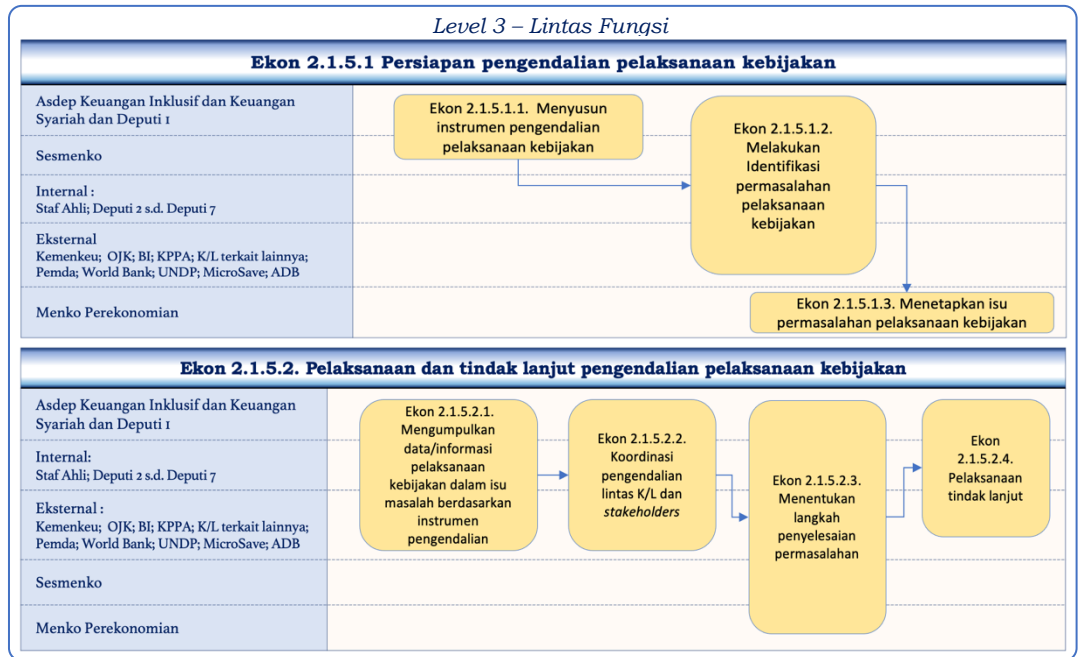 Level 3 – Lintas Fungsi
Ekon 2.1.5.1 Persiapan pengendalian pelaksanaan kebijakan
Asdep Keuangan Inklusif dan Keuangan
Syariah dan Deputi 1
Sesmenko
Internal :
Staf Ahli; Deputi 2 s.d. Deputi 7
Eksternal
Kemenkeu; OJK; BI; KPPA; K/L terkait lainnya;
Pemda; World Bank; UNDP; MicroSave; ADB
Menko Perekonomian
Ekon 2.1.5.1.1. Menyusun
instrumen pengendalian
pelaksanaan kebijakan
Ekon 2.1.5.1.2.
Melakukan
Identifikasi
permasalahan
pelaksanaan
kebijakan
Ekon 2.1.5.1.3. Menetapkan isu
permasalahan pelaksanaan kebijakan
Ekon 2.1.5.2. Pelaksanaan dan tindak lanjut pengendalian pelaksanaan kebijakan
Asdep Keuangan Inklusif dan Keuangan
Syariah dan Deputi 1
Internal:
Staf Ahli; Deputi 2 s.d. Deputi 7
Eksternal :
Kemenkeu; OJK; BI; KPPA; K/L terkait lainnya;
Pemda; World Bank; UNDP; MicroSave; ADB
Sesmenko
Menko Perekonomian
Ekon 2.1.5.2.1.
Mengumpulkan
data/informasi
pelaksanaan
kebijakan dalam isu
masalah berdasarkan
instrumen
pengendalian
Ekon 2.1.5.2.2.
Koordinasi
pengendalian
lintas K/L dan
stakeholders
Ekon 2.1.5.2.3.
Menentukan
langkah
penyelesaian
permasalahan
Ekon
2.1.5.2.4.
Pelaksanaan
tindak lanjut